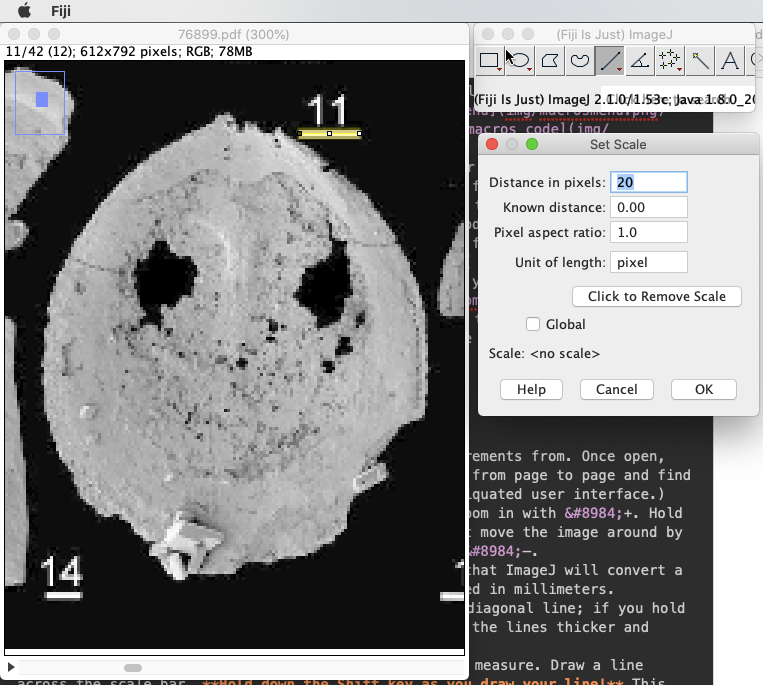 Fiji
76899.pdf (300%)
11/42 (12); 612x792 pixels; RGB; 78MB
11
14
(Fiji Is Just) ImageJ
(Fiji Is Just) ImageJ 2.1.0/1.53c; Java 1.8.0_20
enu](img/macrosmenu.png)
macros code](img/
Set Scale
Distance in pixels: 20
Known distance: 0.00
Pixel aspect ratio: 1.0
Unit of length: pixel
Click to Remove Scale
Global
Scale: <no scale>
Help Cancel OK
rements from. Once open,
from page to page and find
iquated user interface.)
oom in with &#8984;+. Hold
t move the image around by
&#8984;–.
that ImageJ will convert a
ed in millimeters.
diagonal line; if you hold
the lines thicker and
measure. Draw a line
across the scale bar. **Hold down the Shift key as you draw your line!** This